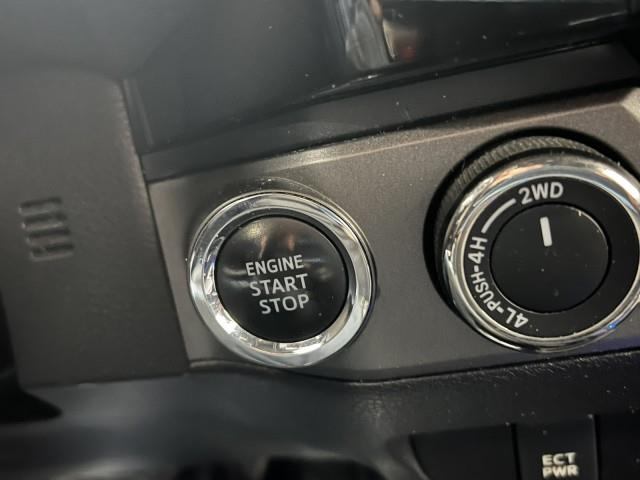 ENGINE
START
STOP
2WD
4L-PUSH-4H
ECT
PWR